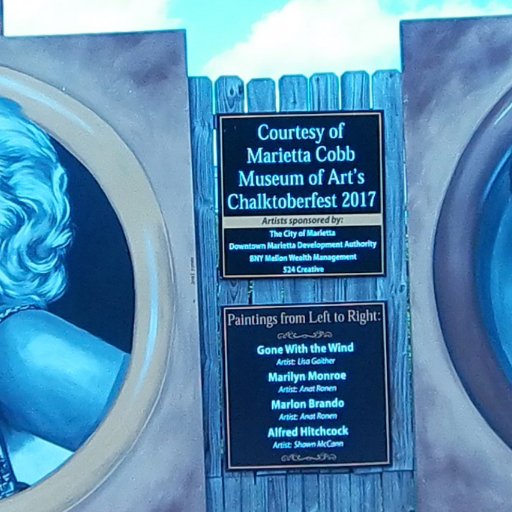 Courtesy of
Marietta Cobb
Museum of Art's
Chalktoberfest 2017
Artists sponsored by:
The City of Marietta
Downtown Marietta Development Authority
BNY Mellon Wealth Management
524 Creative
Paintings from Left to Right:
Gone With the Wind
Artist: Lisa Gaither
Marilyn Monroe
Artist: Anat Ronen
Marlon Brando
Artist: Anat Ronen
Alfred Hitchcock
Artist: Shawn McCann